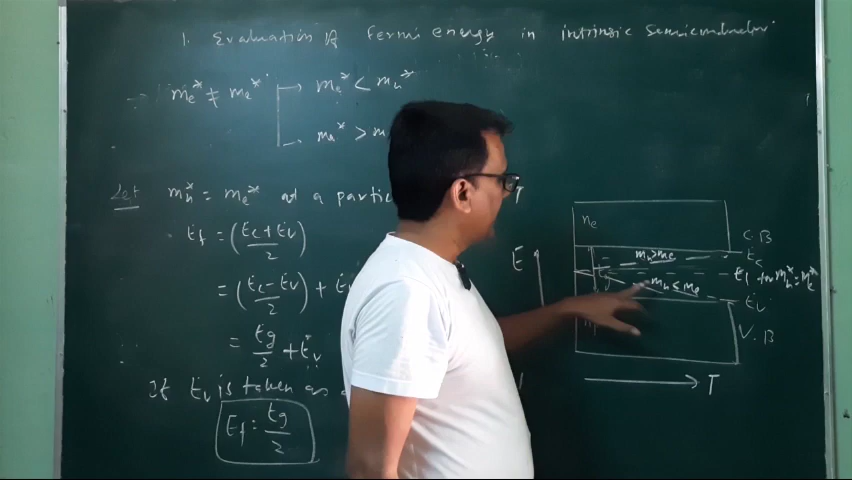 1. Evaluation of Fermi energy in intrinsic semiconductor
me* < mh*
mh* > m
Let mh* = me* at a partic T
Ef = (Ec + Ev / 2)
= (Ec - Ev / 2) + Ev
= Eg/2 + Ev
If Ev is taken as
Ef = Eg/2
ne
C.B
E
mh > me
Ec
Ef for mh* = me*
mh < me
Ev
V.B
T